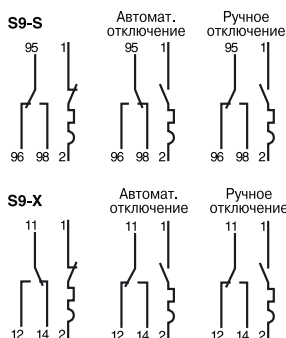 S9-S
Автомат. отключение
Ручное отключение
95 1 95 1 95 1
96 98 2 96 98 2 96 98 2
S9-X
Автомат. отключение
Ручное отключение
11 1 11 1 11 1
12 14 2 12 14 2 12 14 2